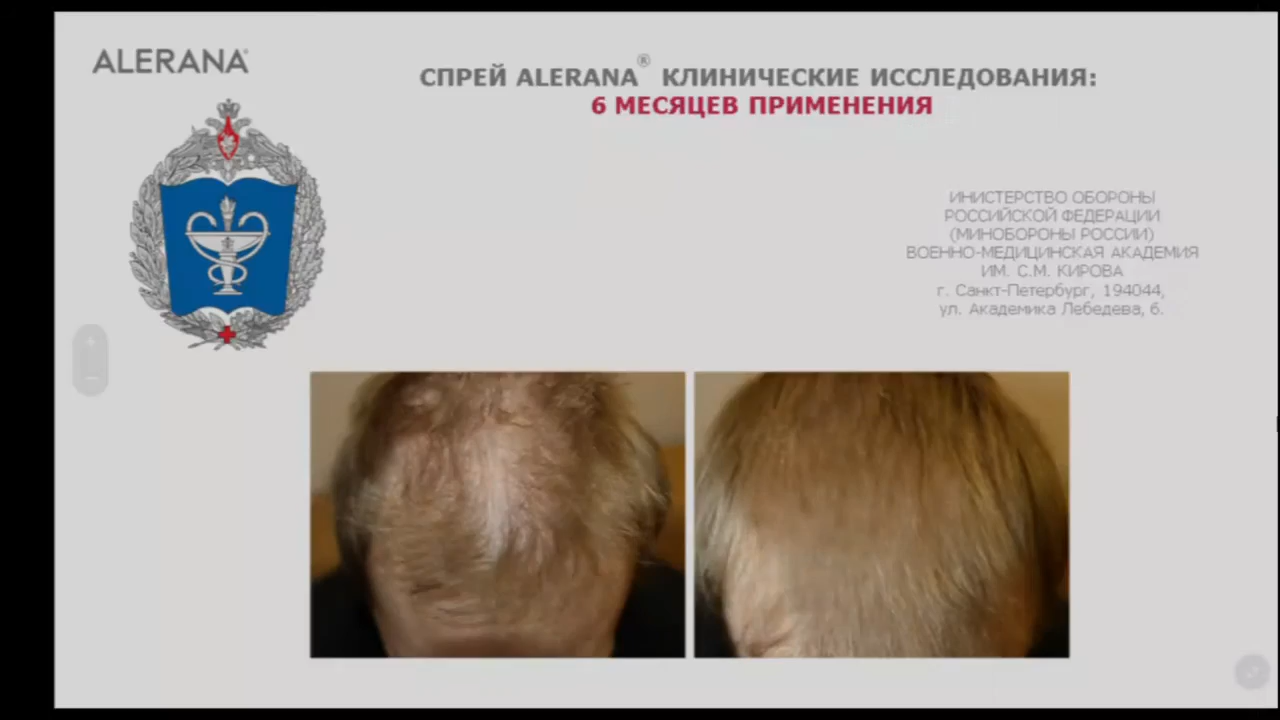 ALERANA®
СПРЕЙ ALERANA® КЛИНИЧЕСКИЕ ИССЛЕДОВАНИЯ:
6 МЕСЯЦЕВ ПРИМЕНЕНИЯ
ИНИСТЕРСТВО ОБОРОНЫ
РОССИЙСКОЙ ФЕДЕРАЦИИ
(МИНОБОРОНЫ РОССИИ)
ВОЕННО-МЕДИЦИНСКАЯ АКАДЕМИЯ
ИМ. С.М. КИРОВА
г. Санкт-Петербург, 194044,
ул. Академика Лебедева, 6.